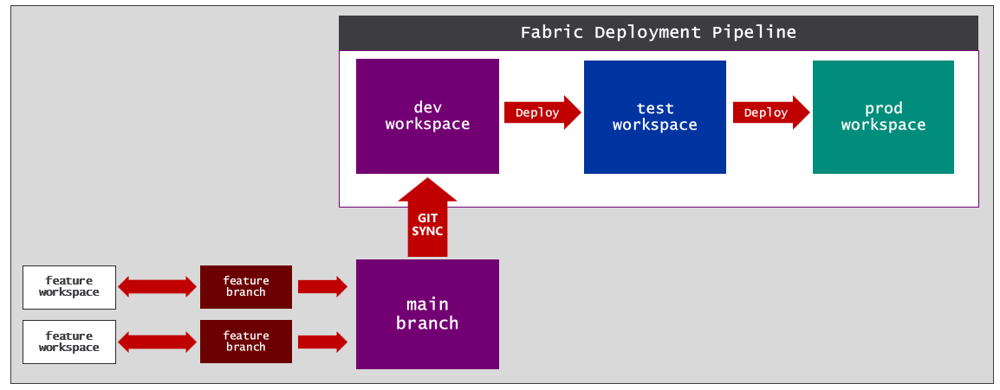 Fabric Deployment Pipeline
dev
workspace
Deploy
test
workspace
Deploy
prod
workspace
GIT
SYNC
feature
workspace
feature
branch
main
branch
feature
workspace
feature
branch